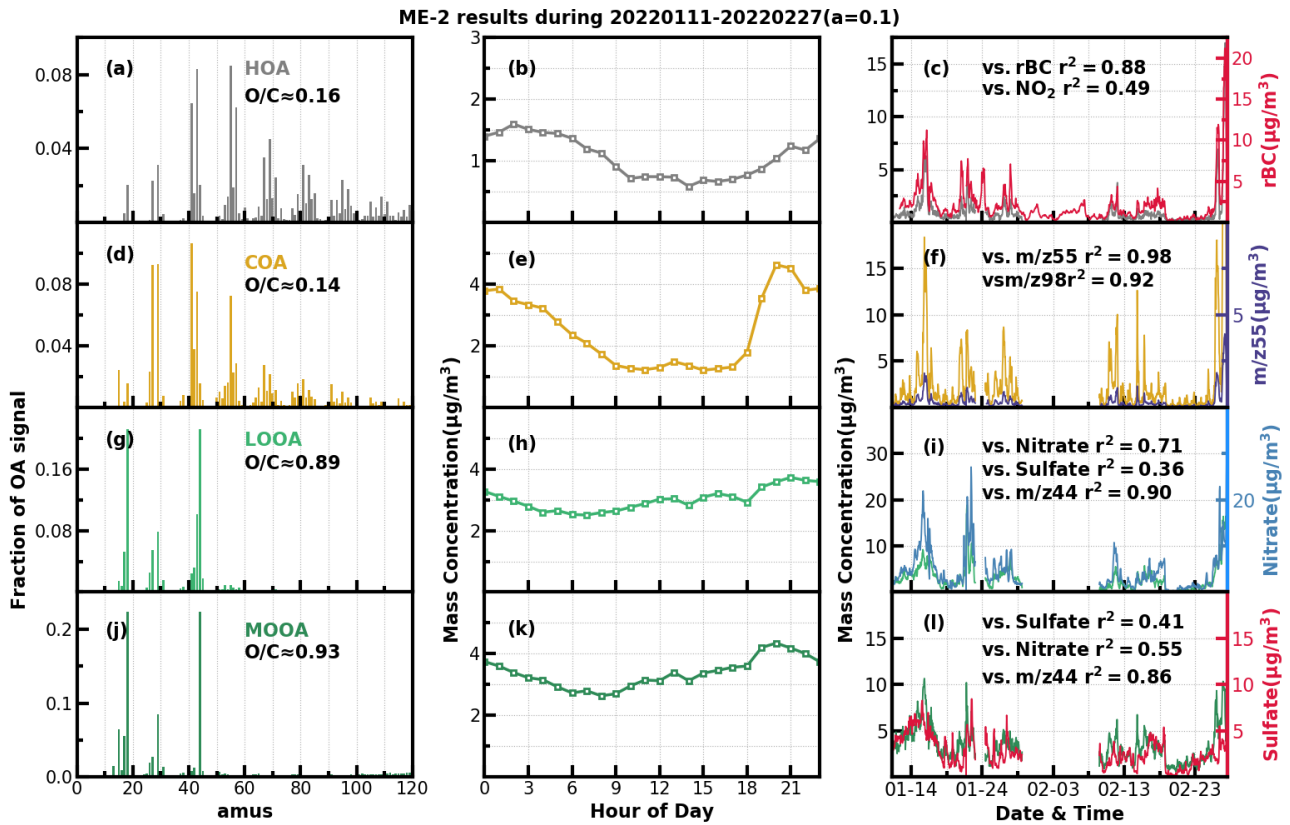 ME-2 results during 20220111-20220227(a=0.1)
(a)
HOA
O/C≈0.16
0.08
0.04
(b)
3
2
1
(c)
vs. rBC r² = 0.88
vs. NO₂ r² = 0.49
15
10
5
20
15
10
5
rBC(μg/m³)
(d)
COA
O/C≈0.14
0.08
0.04
(e)
4
2
(f)
vs. m/z55 r² = 0.98
vsm/z98r² = 0.92
15
10
5
5
m/z55(μg/m³)
(g)
LOOA
O/C≈0.89
0.16
0.08
(h)
4
2
(i)
vs. Nitrate r² = 0.71
vs. Sulfate r² = 0.36
vs. m/z44 r² = 0.90
30
20
10
20
Nitrate(μg/m³)
(j)
MOOA
O/C≈0.93
0.2
0.1
0.0
(k)
4
2
(l)
vs. Sulfate r² = 0.41
vs. Nitrate r² = 0.55
vs. m/z44 r² = 0.86
15
10
5
15
10
5
Sulfate(μg/m³)
Fraction of OA signal
Mass Concentration(μg/m³)
Mass Concentration(μg/m³)
0 20 40 60 80 100 120
amus
0 3 6 9 12 15 18 21
Hour of Day
01-14 01-24 02-03 02-13 02-23
Date & Time